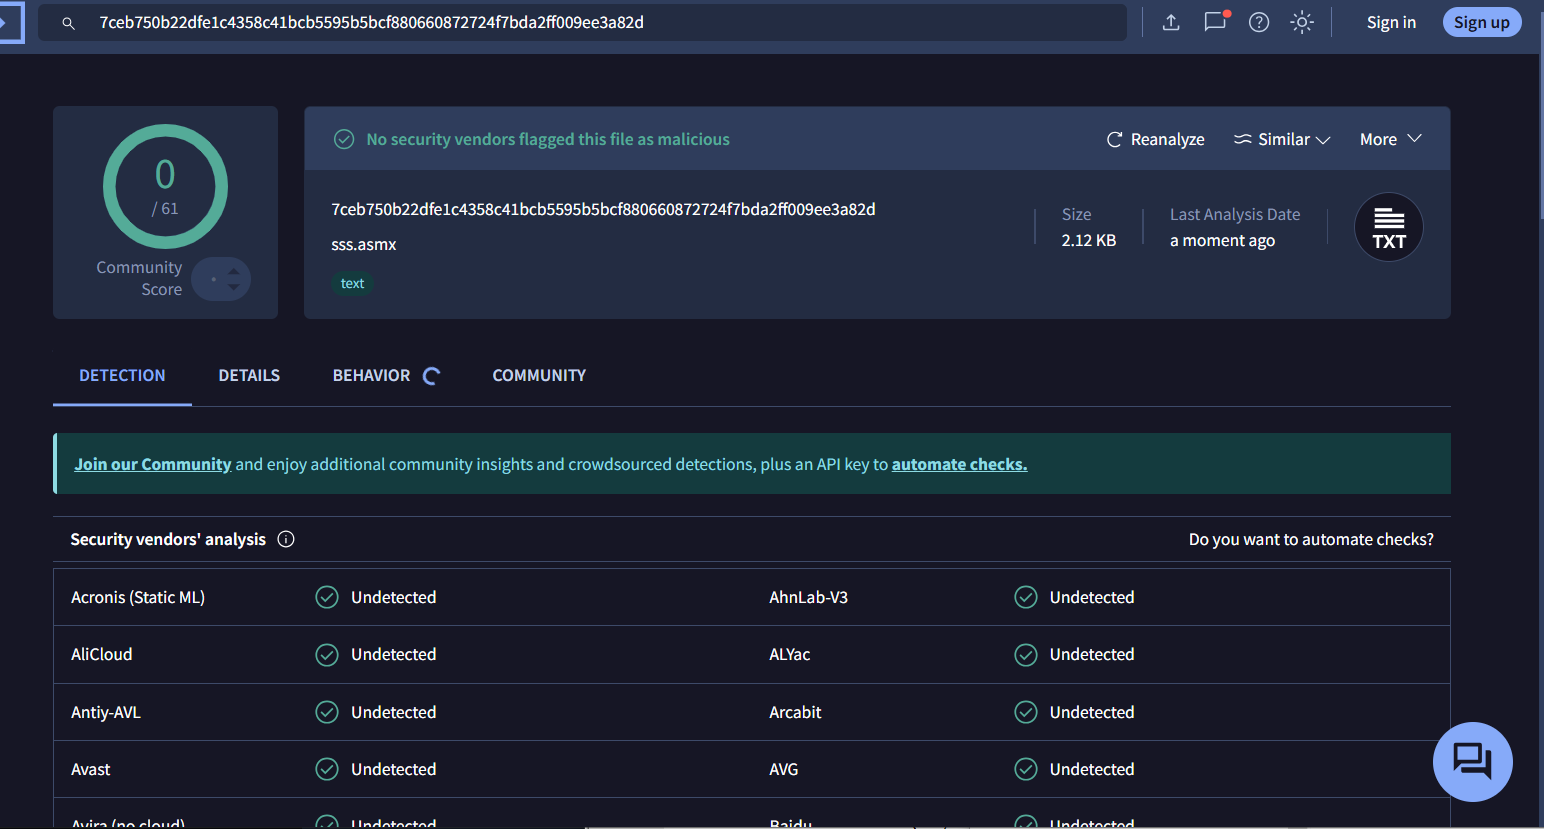 7ceb750b22dfe1c4358c41bcb5595b5bcf880660872724f7bda2ff009ee3a82d
Sign in
Sign up
0
/ 61
Community
Score
No security vendors flagged this file as malicious
Reanalyze
Similar
More
7ceb750b22dfe1c4358c41bcb5595b5bcf880660872724f7bda2ff009ee3a82d
sss.asmx
text
Size
2.12 KB
Last Analysis Date
a moment ago
TXT
DETECTION
DETAILS
BEHAVIOR
COMMUNITY
Join our Community and enjoy additional community insights and crowdsourced detections, plus an API key to automate checks.
Security vendors' analysis
Do you want to automate checks?
Acronis (Static ML)
Undetected
AhnLab-V3
Undetected
AliCloud
Undetected
ALYac
Undetected
Antiy-AVL
Undetected
Arcabit
Undetected
Avast
Undetected
AVG
Undetected
Avira (no cloud)
Undetected
Baidu
Undetected